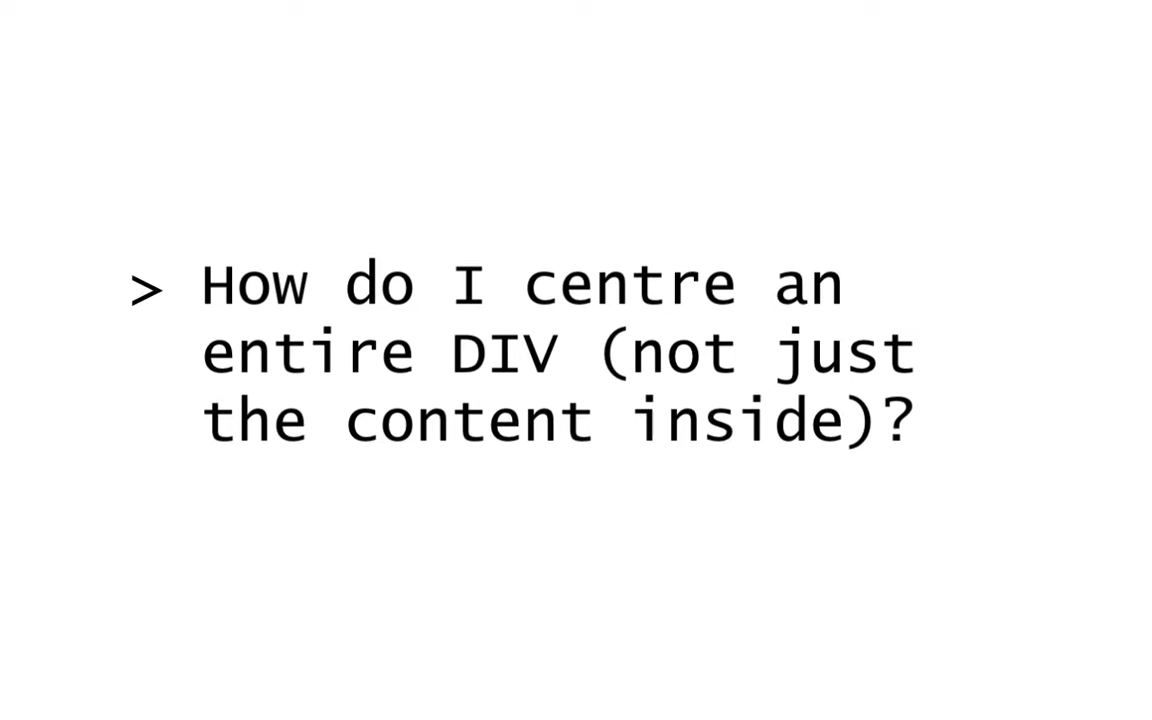 > How do I centre an
entire DIV (not just
the content inside)?